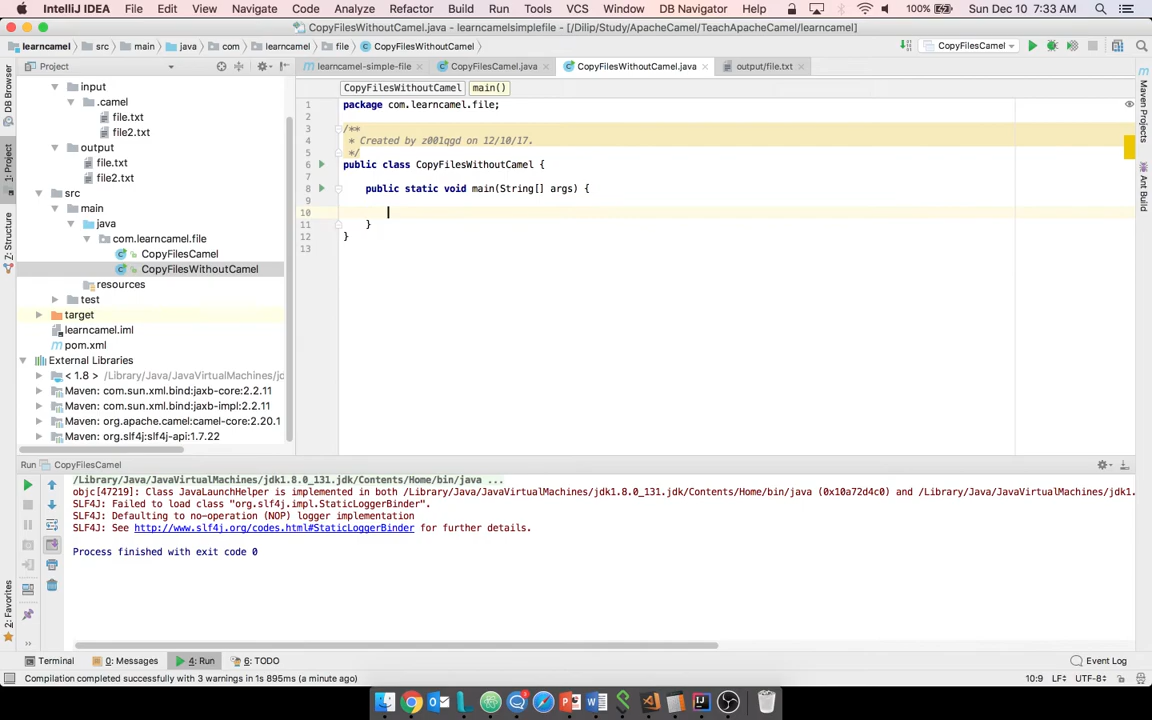 IntelliJ IDEA File Edit View Navigate Code Analyze Refactor Build Run Tools VCS Window DB Navigator Help 100% Sun Dec 10 7:33 AM
CopyFilesWithoutCamel.java - learncamelsimplefile - [/Dilip/Study/ApacheCamel/TeachApacheCamel/learncamel]
learncamel src main java com learncamel file CopyFilesWithoutCamel CopyFilesCamel
Project learncamel-simple-file CopyFilesCamel.java CopyFilesWithoutCamel.java output/file.txt
CopyFilesWithoutCamel main()
input
.camel
file.txt
file2.txt
output
file.txt
file2.txt
src
main
java
com.learncamel.file
CopyFilesCamel
CopyFilesWithoutCamel
resources
test
target
learncamel.iml
pom.xml
External Libraries
< 1.8 > /Library/Java/JavaVirtualMachines/jd
Maven: com.sun.xml.bind:jaxb-core:2.2.11
Maven: com.sun.xml.bind:jaxb-impl:2.2.11
Maven: org.apache.camel:camel-core:2.20.1
Maven: org.slf4j:slf4j-api:1.7.22
1 package com.learncamel.file;
2
3 /**
4 * Created by z001qgd on 12/10/17.
5 */
6 public class CopyFilesWithoutCamel {
7
8 public static void main(String[] args) {
9
10
11 }
12 }
13
DB Browser
1: Project
Z: Structure
2: Favorites
Maven Projects
Ant Build
Run CopyFilesCamel
/Library/Java/JavaVirtualMachines/jdk1.8.0_131.jdk/Contents/Home/bin/java ...
objc[47219]: Class JavaLaunchHelper is implemented in both /Library/Java/JavaVirtualMachines/jdk1.8.0_131.jdk/Contents/Home/bin/java (0x10a72d4c0) and /Library/Java/JavaVirtualMachines/jdk1.
SLF4J: Failed to load class "org.slf4j.impl.StaticLoggerBinder".
SLF4J: Defaulting to no-operation (NOP) logger implementation
SLF4J: See http://www.slf4j.org/codes.html#StaticLoggerBinder for further details.
Process finished with exit code 0
Terminal 0: Messages 4: Run 6: TODO Event Log
Compilation completed successfully with 3 warnings in 1s 895ms (a minute ago) 10:9 LF÷ UTF-8÷